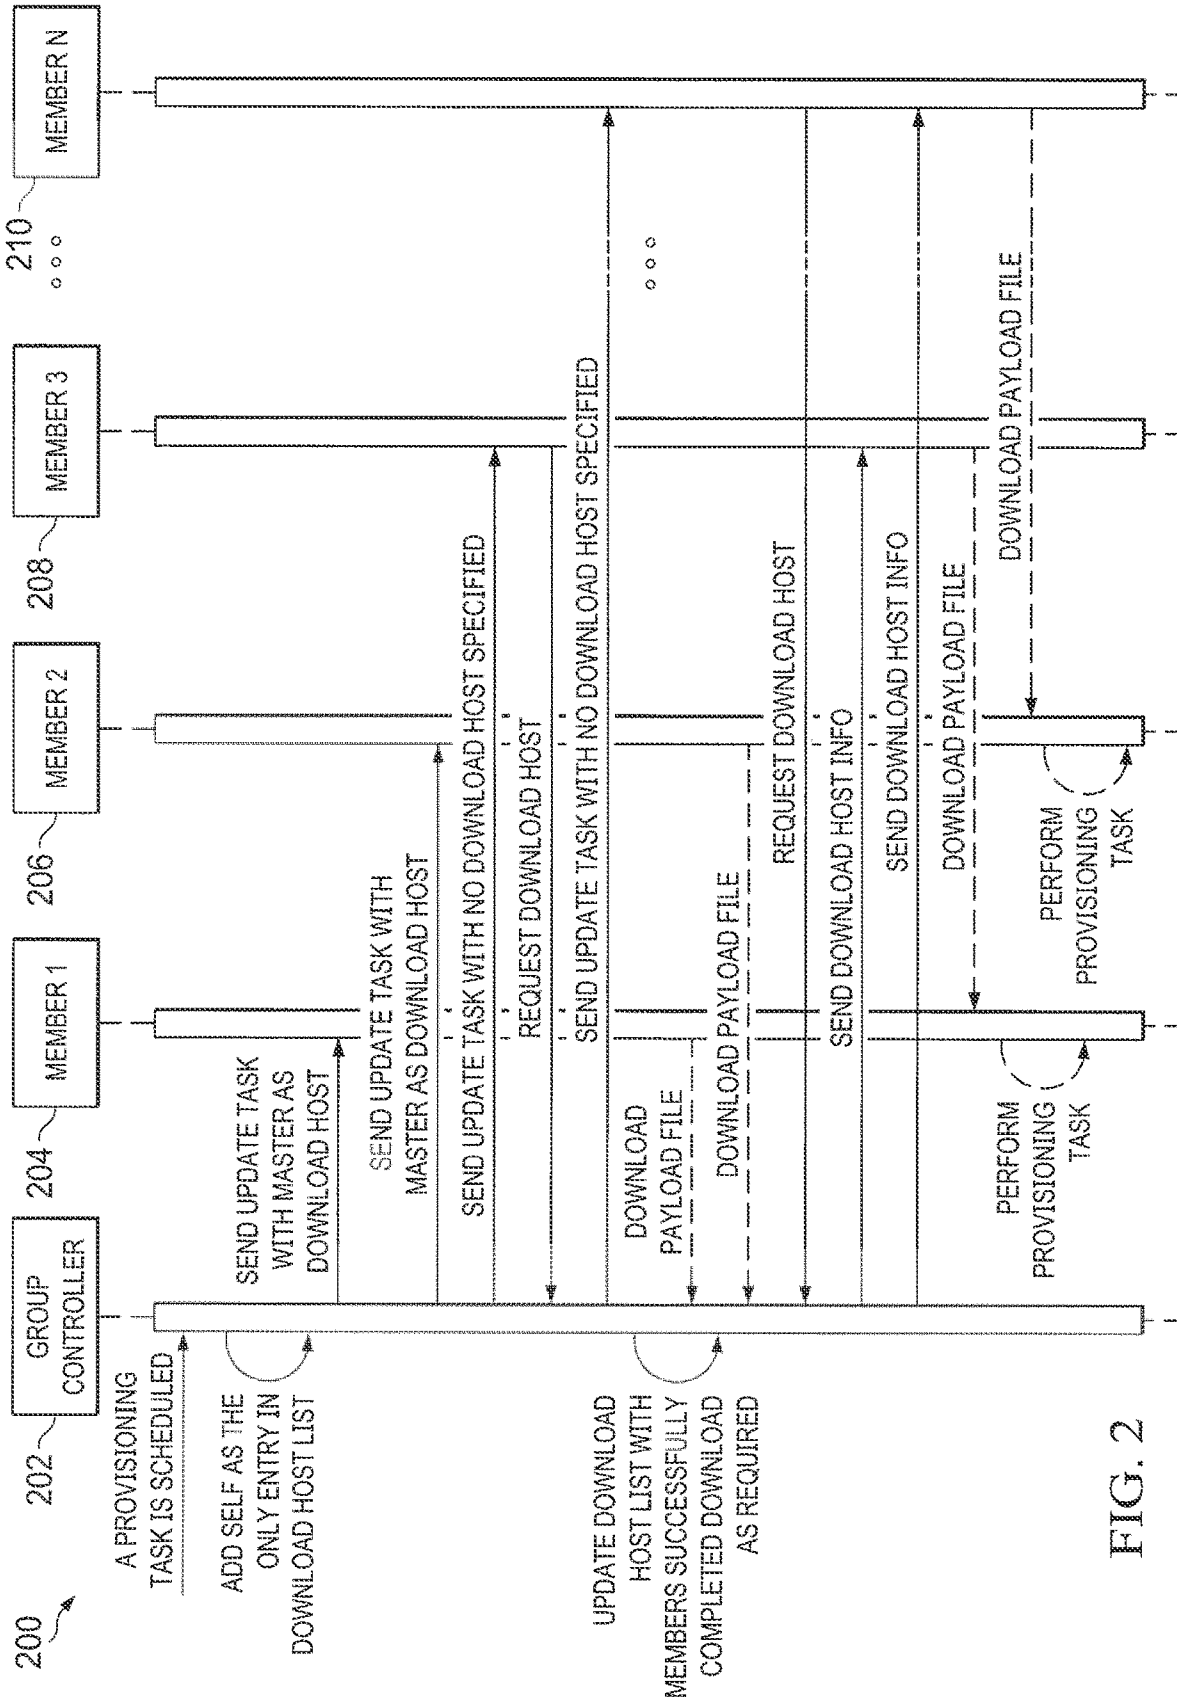 200
202
GROUP
CONTROLLER
204
MEMBER 1
206
MEMBER 2
208
MEMBER 3
210
MEMBER N
A PROVISIONING
TASK IS SCHEDULED
ADD SELF AS THE
ONLY ENTRY IN
DOWNLOAD HOST LIST
SEND UPDATE TASK
WITH MASTER AS
DOWNLOAD HOST
SEND UPDATE TASK WITH
MASTER AS DOWNLOAD HOST
SEND UPDATE TASK WITH NO DOWNLOAD HOST SPECIFIED
REQUEST DOWNLOAD HOST
SEND UPDATE TASK WITH NO DOWNLOAD HOST SPECIFIED
UPDATE DOWNLOAD
HOST LIST WITH
MEMBERS SUCCESSFULLY
COMPLETED DOWNLOAD
AS REQUIRED
DOWNLOAD
PAYLOAD FILE
DOWNLOAD PAYLOAD FILE
REQUEST DOWNLOAD HOST
SEND DOWNLOAD HOST INFO
SEND DOWNLOAD HOST INFO
DOWNLOAD PAYLOAD FILE
DOWNLOAD PAYLOAD FILE
PERFORM
PROVISIONING
TASK
PERFORM
PROVISIONING
TASK
FIG. 2